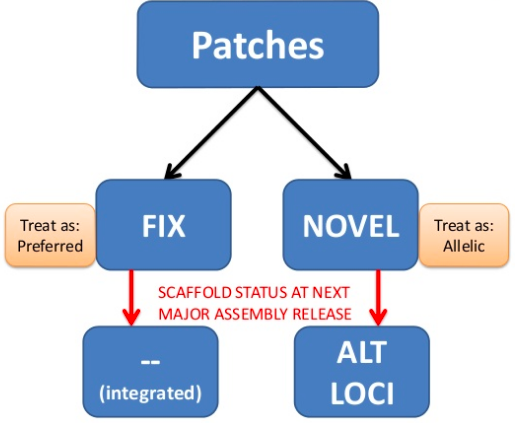 Patches
Treat as:
Preferred
FIX
NOVEL
Treat as:
Allelic
SCAFFOLD STATUS AT NEXT
MAJOR ASSEMBLY RELEASE
--
(integrated)
ALT
LOCI